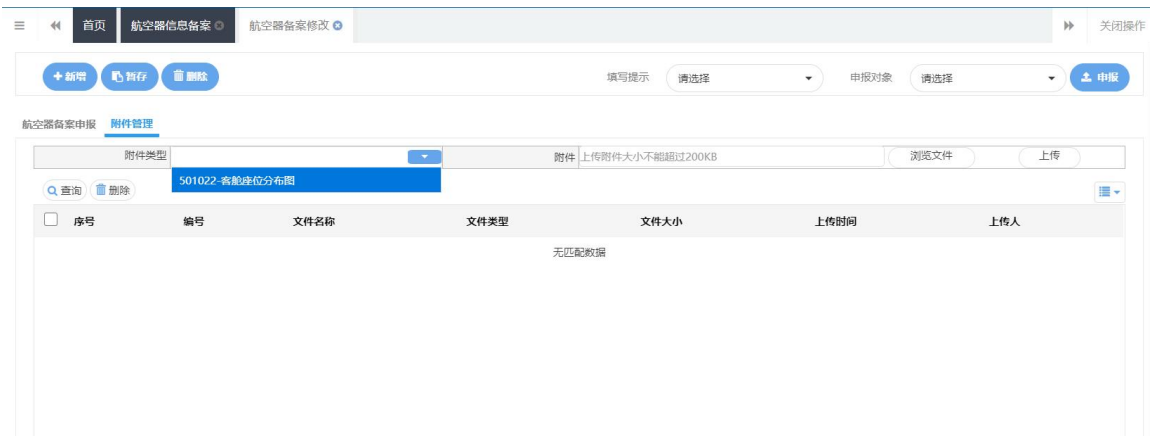 首页 航空器信息备案 航空器备案修改 关闭操作
新增 暂存 删除 填写提示 请选择 申报对象 请选择 申报
航空器备案申报 附件管理
附件类型 附件 上传附件大小不能超过200KB 浏览文件 上传
501022-客舱座位分布图
查询 删除
序号 编号 文件名称 文件类型 文件大小 上传时间 上传人
无匹配数据